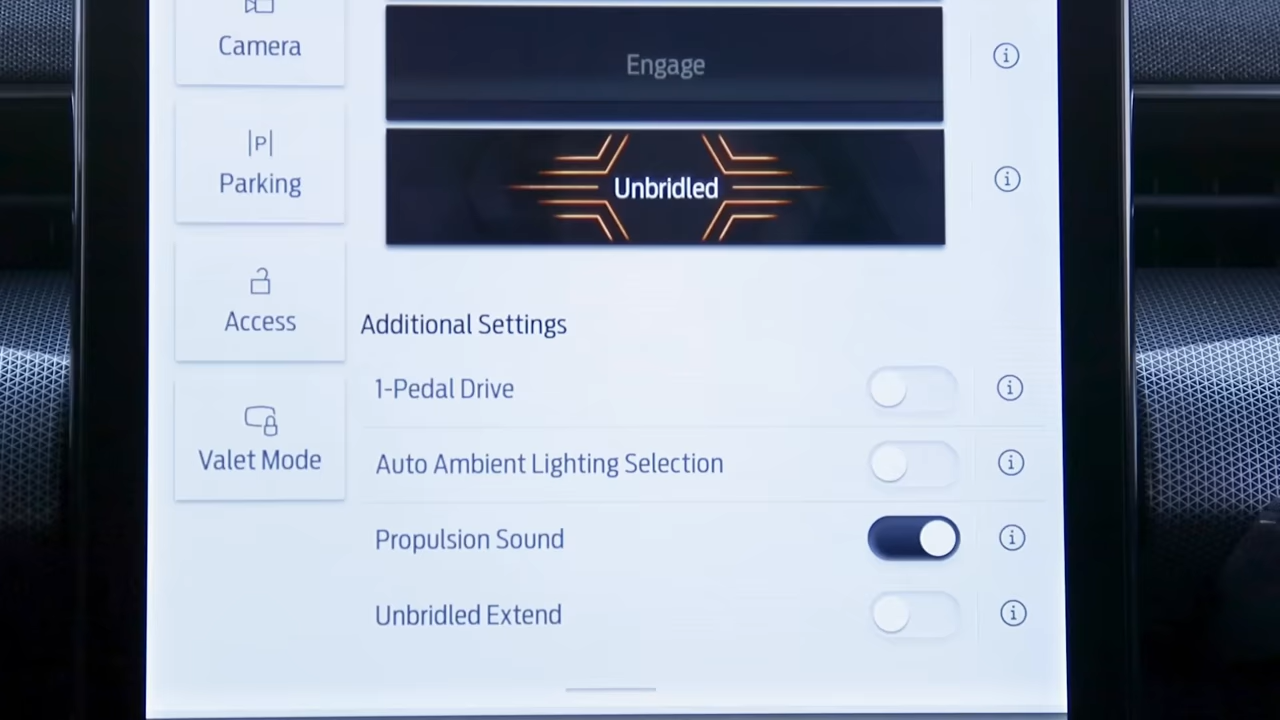 Camera
Engage
P
Parking
Unbridled
Access
Additional Settings
1-Pedal Drive
Valet Mode
Auto Ambient Lighting Selection
Propulsion Sound
Unbridled Extend